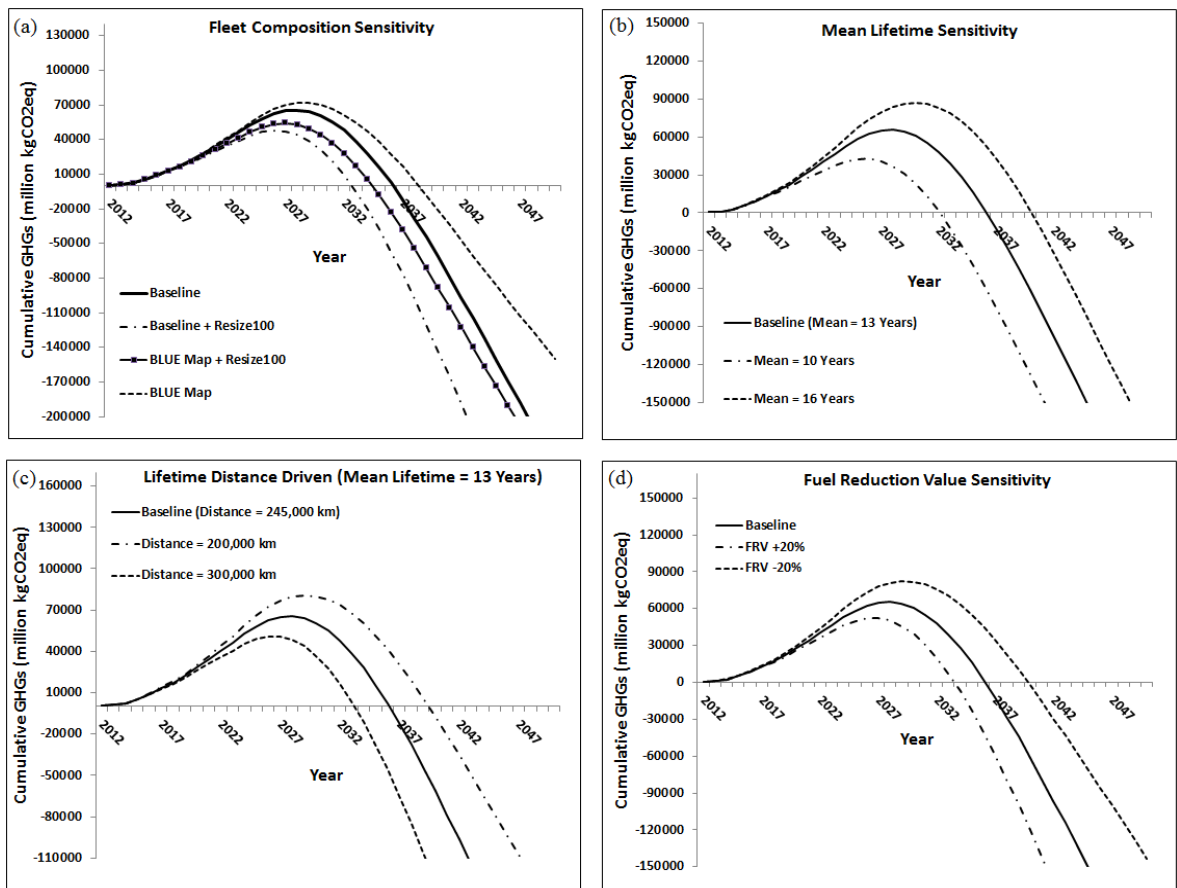 (a)
Fleet Composition Sensitivity
Cumulative GHGs (million kgCO2eq)
130000
100000
70000
40000
10000
-20000
-50000
-80000
-110000
-140000
-170000
-200000
2012 2017 2022 2027 2032 2037 2042 2047
Year
Baseline
Baseline + Resize100
BLUE Map + Resize100
BLUE Map
(b)
Mean Lifetime Sensitivity
Cumulative GHGs (million kgCO2eq)
150000
120000
90000
60000
30000
0
-30000
-60000
-90000
-120000
-150000
2012 2017 2022 2027 2032 2037 2042 2047
Year
Baseline (Mean = 13 Years)
Mean = 10 Years
Mean = 16 Years
(c)
Lifetime Distance Driven (Mean Lifetime = 13 Years)
Cumulative GHGs (million kgCO2eq)
160000
130000
100000
70000
40000
10000
-20000
-50000
-80000
-110000
Baseline (Distance = 245,000 km)
Distance = 200,000 km
Distance = 300,000 km
2012 2017 2022 2027 2032 2037 2042 2047
Year
(d)
Fuel Reduction Value Sensitivity
Cumulative GHGs (million kgCO2eq)
150000
120000
90000
60000
30000
0
-30000
-60000
-90000
-120000
-150000
Baseline
FRV +20%
FRV -20%
2012 2017 2022 2027 2032 2037 2042 2047
Year